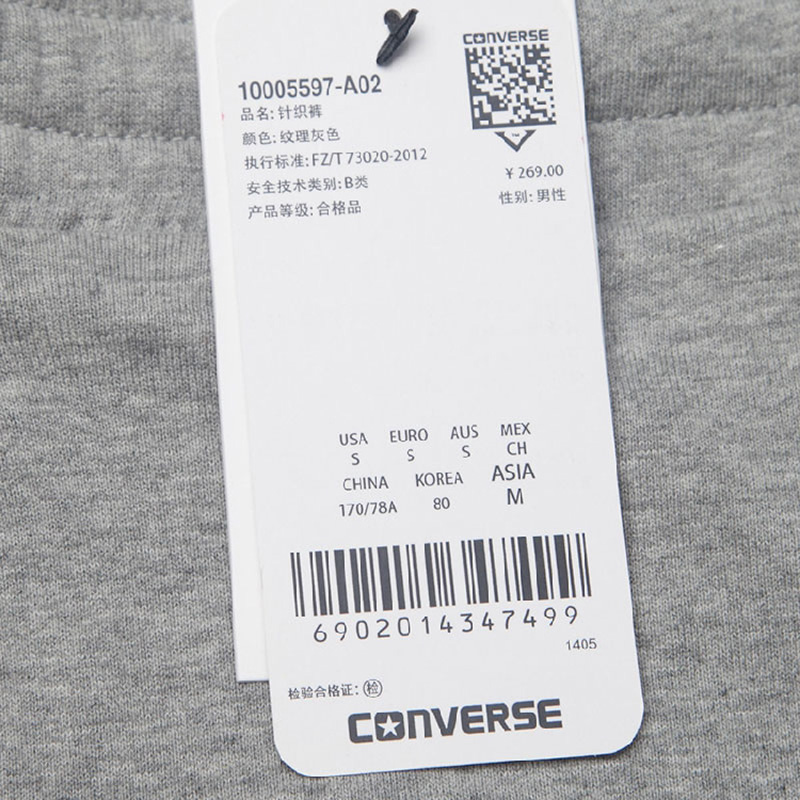 CONVERSE
10005597-A02
品名:针织裤
颜色:纹理灰色
执行标准:FZ/T 73020-2012
安全技术类别:B类
产品等级:合格品
™
¥ 269.00
性别:男性
USA EURO AUS MEX
S S S CH
CHINA KOREA ASIA
170/78A 80 M
6902014347499
1405
检验合格证:检
CONVERSE